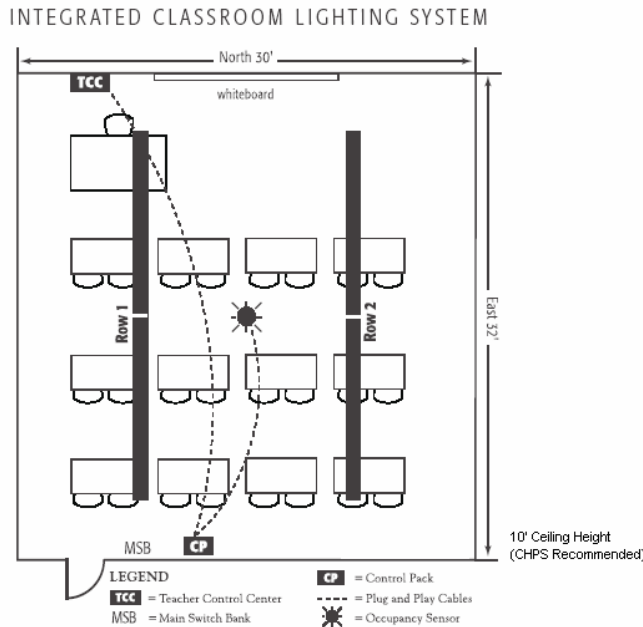 INTEGRATED CLASSROOM LIGHTING SYSTEM
North 30'
TCC
whiteboard
Row 1
Row 2
East 32'
MSB
CP
10' Ceiling Height
(CHPS Recommended)
LEGEND
TCC = Teacher Control Center
MSB = Main Switch Bank
CP = Control Pack
= Plug and Play Cables
= Occupancy Sensor